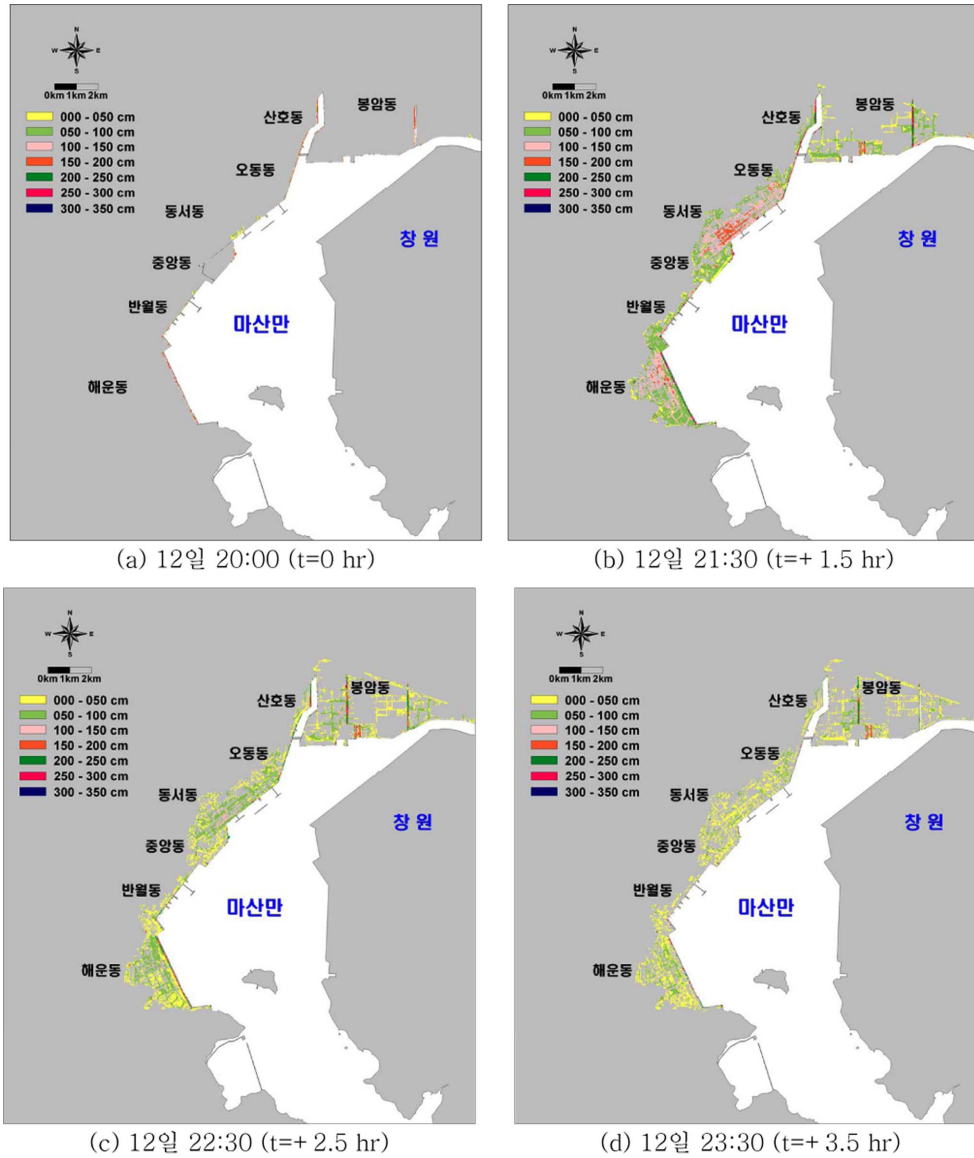 N
W E
S
0km 1km 2km
000 - 050 cm
050 - 100 cm
100 - 150 cm
150 - 200 cm
200 - 250 cm
250 - 300 cm
300 - 350 cm
산호동
봉암동
오동동
동서동
중앙동
반월동
해운동
마산만
창 원
(a) 12일 20:00 (t=0 hr)
N
W E
S
0km 1km 2km
000 - 050 cm
050 - 100 cm
100 - 150 cm
150 - 200 cm
200 - 250 cm
250 - 300 cm
300 - 350 cm
산호동
봉암동
오동동
동서동
중앙동
반월동
해운동
마산만
창 원
(b) 12일 21:30 (t=+ 1.5 hr)
N
W E
S
0km 1km 2km
000 - 050 cm
050 - 100 cm
100 - 150 cm
150 - 200 cm
200 - 250 cm
250 - 300 cm
300 - 350 cm
산호동
봉암동
오동동
동서동
중앙동
반월동
해운동
마산만
창 원
(c) 12일 22:30 (t=+ 2.5 hr)
N
W E
S
0km 1km 2km
000 - 050 cm
050 - 100 cm
100 - 150 cm
150 - 200 cm
200 - 250 cm
250 - 300 cm
300 - 350 cm
산호동
봉암동
오동동
동서동
중앙동
반월동
해운동
마산만
창 원
(d) 12일 23:30 (t=+ 3.5 hr)